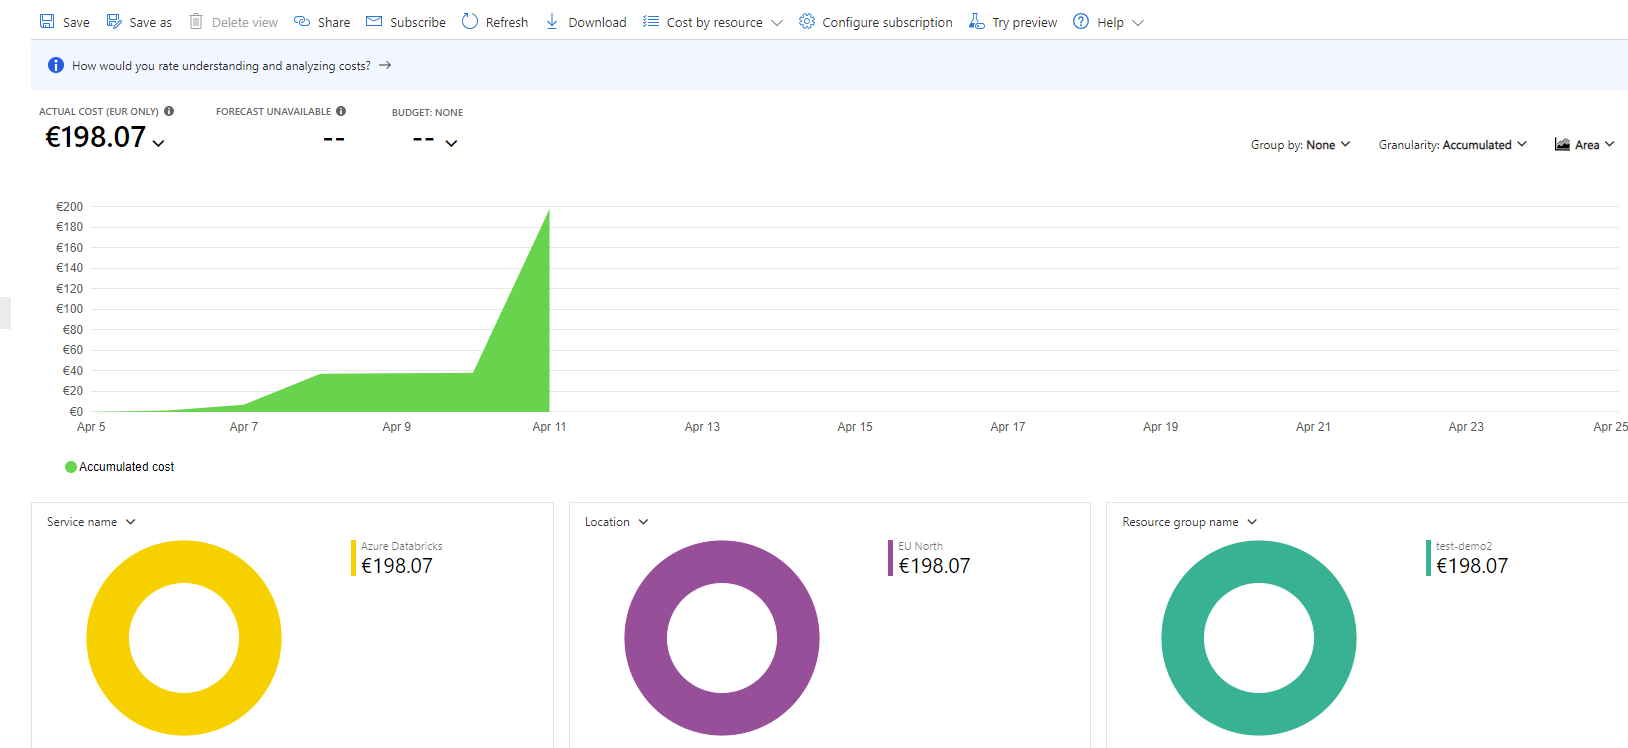 Save Save as Delete view Share Subscribe Refresh Download Cost by resource Configure subscription Try preview Help
How would you rate understanding and analyzing costs? →
ACTUAL COST (EUR ONLY) FORECAST UNAVAILABLE BUDGET: NONE
€198.07 -- --
Group by: None Granularity: Accumulated Area
€200
€180
€160
€140
€120
€100
€80
€60
€40
€20
€0
Apr 5 Apr 7 Apr 9 Apr 11 Apr 13 Apr 15 Apr 17 Apr 19 Apr 21 Apr 23 Apr 25
Accumulated cost
Service name
Azure Databricks
€198.07
Location
EU North
€198.07
Resource group name
test-demo2
€198.07